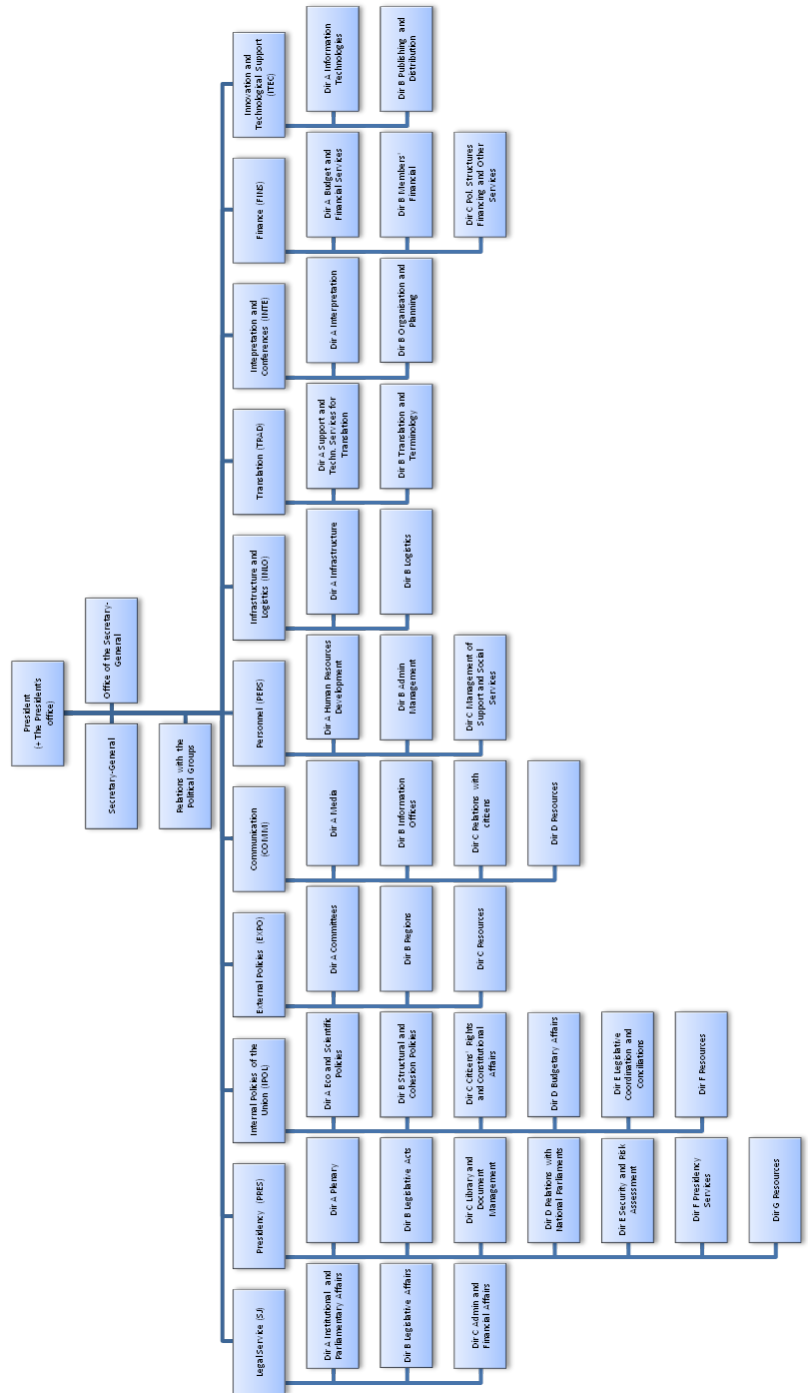 President
(+ The President's
office)
Secretary-General
Office of the Secretary-
General
Relations with the
Political Groups
Legal Service (SJ)
Dir A Institutional and
Parliamentary Affairs
Dir B Legislative Affairs
Dir C Admin and
Financial Affairs
Presidency (PRES)
Dir A Plenary
Dir B Legislative Acts
Dir C Library and
Document
Management
Dir D Relations with
National Parliaments
Dir E Security and Risk
Assessment
Dir F Presidency
Services
Dir G Resources
Internal Policies of the
Union (IPOL)
Dir A Eco and Scientific
Policies
Dir B Structural and
Cohesion Policies
Dir C Citizens' Rights
and Constitutional
Affairs
Dir D Budgetary Affairs
Dir E Legislative
Coordination and
Conciliations
Dir F Resources
External Policies (EXPO)
Dir A Committees
Dir B Regions
Dir C Resources
Communication
(COMM)
Dir A Media
Dir B Information
Offices
Dir C Relations with
citizens
Dir D Resources
Personnel (PERS)
Dir A Human Resources
Development
Dir B Admin
Management
Dir C Management of
Support and Social
Services
Infrastructure and
Logistics (INLO)
Dir A Infrastructure
Dir B Logistics
Translation (TRAD)
Dir A Support and
Techn. Services for
Translation
Dir B Translation and
Terminology
Intepretation and
Conferences (INTE)
Dir A Interpretation
Dir B Organisation and
Planning
Finance (FINS)
Dir A Budget and
Financial Services
Dir B Members'
Financial
Dir C Pol. Structures
Financing and Other
Services
Innovation and
Technological Support
(ITEC)
Dir A Information
Technologies
Dir B Publishing and
Distribution